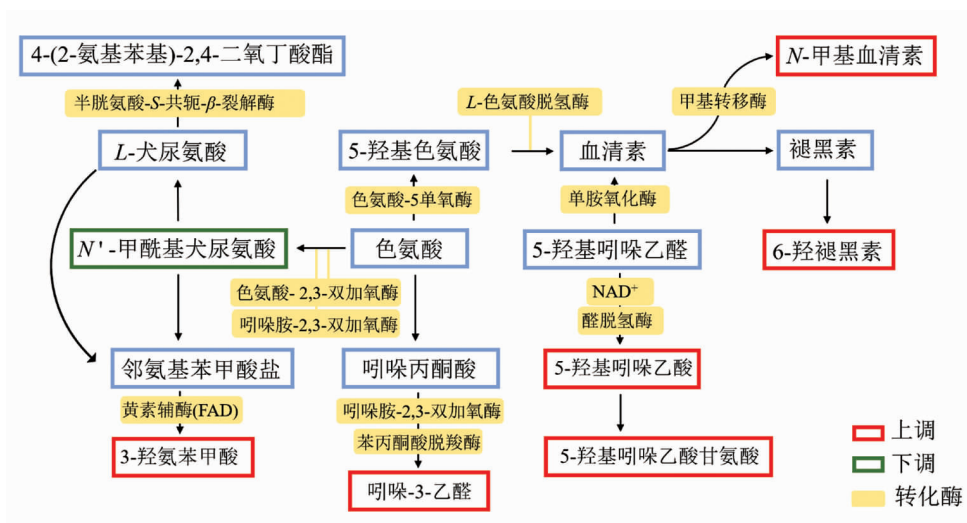 4-(2-氨基苯基)-2,4-二氧丁酸酯
N-甲基血清素
半胱氨酸-S-共轭-β-裂解酶
L-色氨酸脱氢酶
甲基转移酶
L-犬尿氨酸
5-羟基色氨酸
血清素
褪黑素
色氨酸-5单氧酶
单胺氧化酶
N'-甲酰基犬尿氨酸
色氨酸
5-羟基吲哚乙醛
6-羟褪黑素
色氨酸- 2,3-双加氧酶
吲哚胺-2,3-双加氧酶
NAD⁺
醛脱氢酶
邻氨基苯甲酸盐
吲哚丙酮酸
5-羟基吲哚乙酸
黄素辅酶(FAD)
吲哚胺-2,3-双加氧酶
苯丙酮酸脱羧酶
3-羟氨苯甲酸
5-羟基吲哚乙酸甘氨酸
吲哚-3-乙醛
上调
下调
转化酶